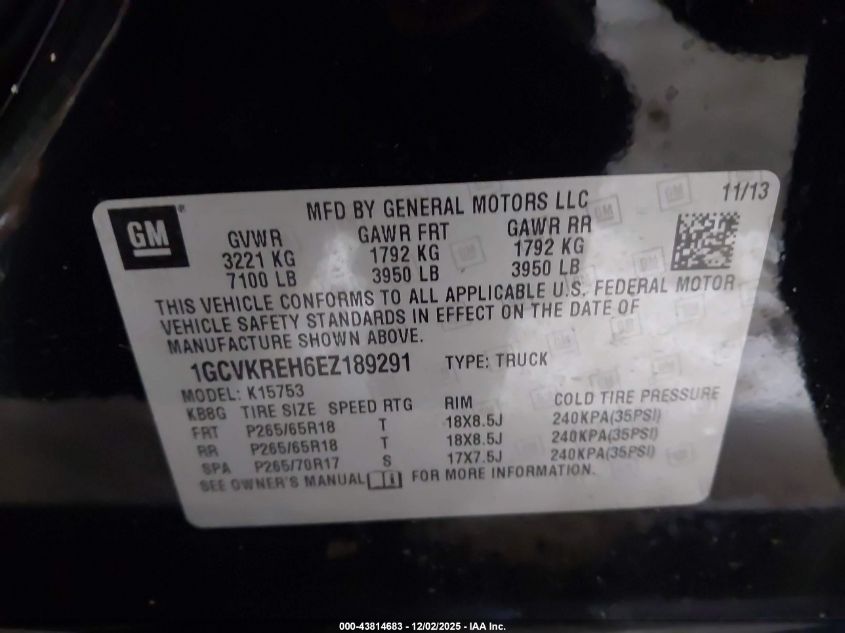 GM
®
MFD BY GENERAL MOTORS LLC
11/13
GVWR GAWR FRT GAWR RR
3221 KG 1792 KG 1792 KG
7100 LB 3950 LB 3950 LB
THIS VEHICLE CONFORMS TO ALL APPLICABLE U.S. FEDERAL MOTOR
VEHICLE SAFETY STANDARDS IN EFFECT ON THE DATE OF
MANUFACTURE SHOWN ABOVE.
1GCVKREH6EZ189291 TYPE: TRUCK
MODEL: K15753
KB8G TIRE SIZE SPEED RTG RIM COLD TIRE PRESSURE
FRT P265/65R18 T 18X8.5J 240KPA(35PSI)
RR P265/65R18 T 18X8.5J 240KPA(35PSI)
SPA P265/70R17 S 17X7.5J 240KPA(35PSI)
SEE OWNER'S MANUAL FOR MORE INFORMATION.
000-43814683 - 12/02/2025 - IAA Inc.